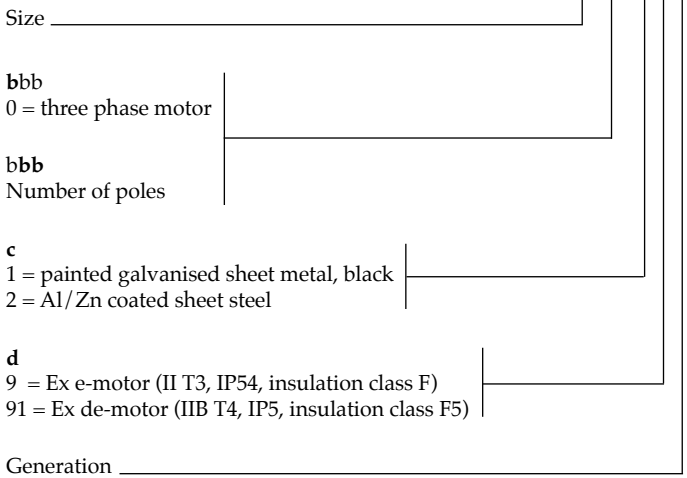 Size
bbb
0 = three phase motor
bbb
Number of poles
c
1 = painted galvanised sheet metal, black
2 = Al/Zn coated sheet steel
d
9 = Ex e-motor (II T3, IP54, insulation class F)
91 = Ex de-motor (IIB T4, IP5, insulation class F5)
Generation